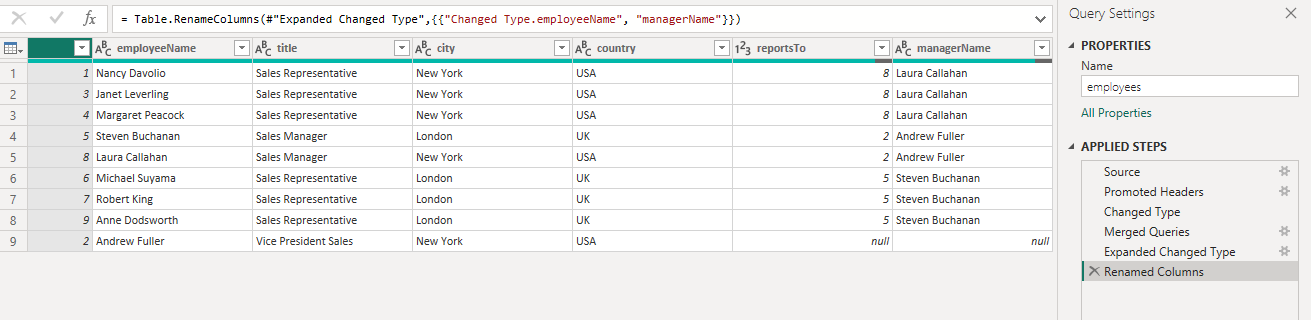 fx = Table.RenameColumns(#"Expanded Changed Type",{{"Changed Type.employeeName", "managerName"}})
Query Settings
PROPERTIES
Name
employees
All Properties
APPLIED STEPS
Source
Promoted Headers
Changed Type
Merged Queries
Expanded Changed Type
Renamed Columns
ABC employeeName ABC title ABC city ABC country 123 reportsTo ABC managerName
1 1 Nancy Davolio Sales Representative New York USA 8 Laura Callahan
2 3 Janet Leverling Sales Representative New York USA 8 Laura Callahan
3 4 Margaret Peacock Sales Representative New York USA 8 Laura Callahan
4 5 Steven Buchanan Sales Manager London UK 2 Andrew Fuller
5 8 Laura Callahan Sales Manager New York USA 2 Andrew Fuller
6 6 Michael Suyama Sales Representative London UK 5 Steven Buchanan
7 7 Robert King Sales Representative London UK 5 Steven Buchanan
8 9 Anne Dodsworth Sales Representative London UK 5 Steven Buchanan
9 2 Andrew Fuller Vice President Sales New York USA null null